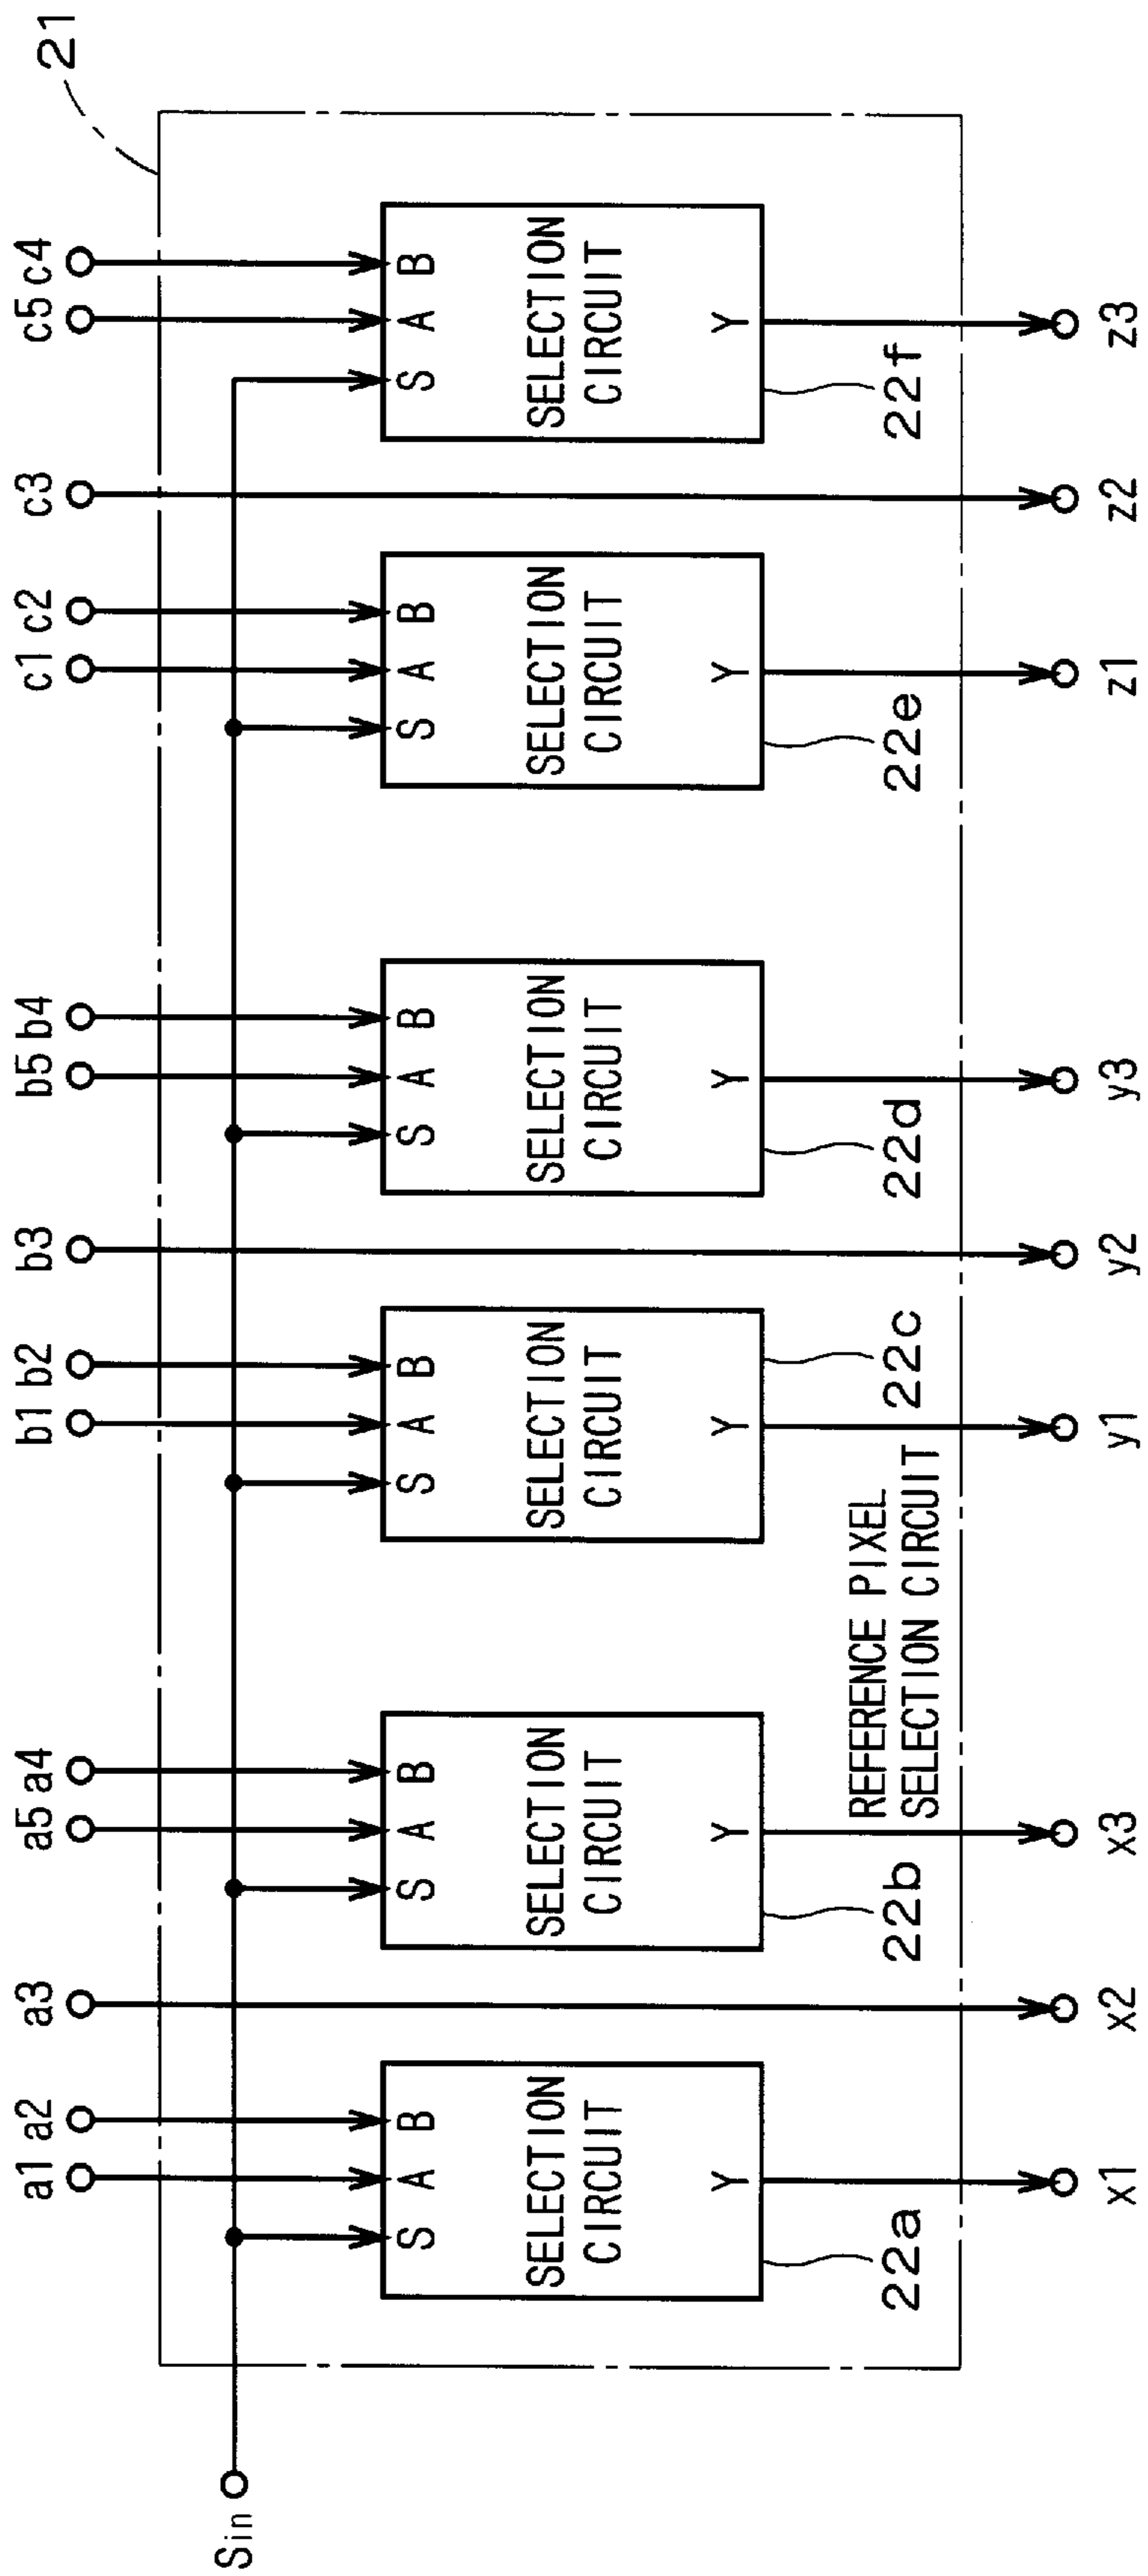 21
a1 a2 a3 a5 a4 b1 b2 b3 b5 b4 c1 c2 c3 c5 c4
Sin
S A B
S A B
S A B
S A B
S A B
S A B
SELECTION
CIRCUIT
SELECTION
CIRCUIT
SELECTION
CIRCUIT
SELECTION
CIRCUIT
SELECTION
CIRCUIT
SELECTION
CIRCUIT
Y Y Y Y Y Y
22a 22b 22c 22d 22e 22f
REFERENCE PIXEL
SELECTION CIRCUIT
x1 x2 x3 y1 y2 y3 z1 z2 z3